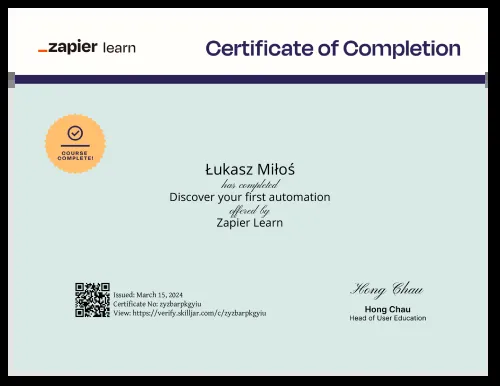 zapier learn
Certificate of Completion
COURSE
COMPLETE!
Łukasz Miłoś
has completed
Discover your first automation
offered by
Zapier Learn
Issued: March 15, 2024
Certificate No: zyzbarpkgyiu
View: https://verify.skilljar.com/c/zyzbarpkgyiu
Hong Chau
Hong Chau
Head of User Education